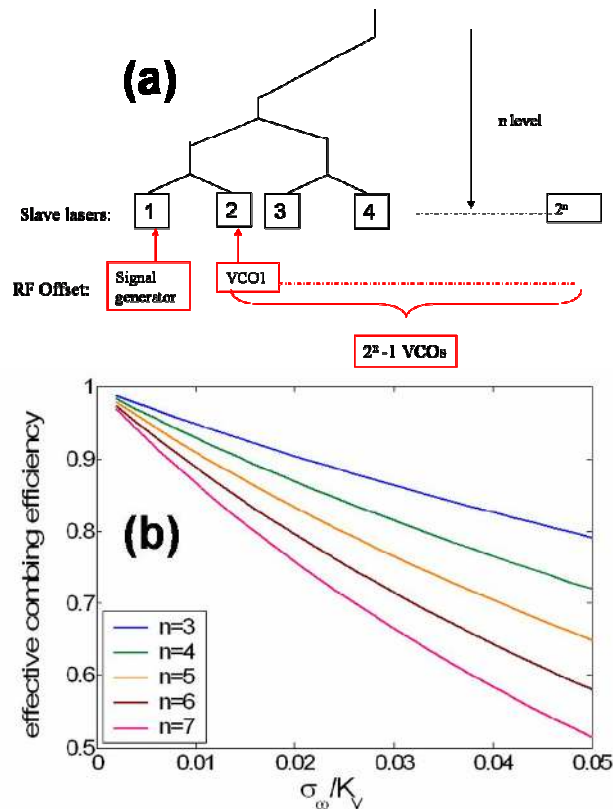 (a)
n level
Slave lasers:
1
2
3
4
2ⁿ
RF Offset:
Signal
generator
VCO1
2ⁿ -1 VCOs
(b)
effective combing efficiency
1
0.9
0.8
0.7
0.6
0.5
n=3
n=4
n=5
n=6
n=7
0
0.01
0.02
0.03
0.04
0.05
σω/KV